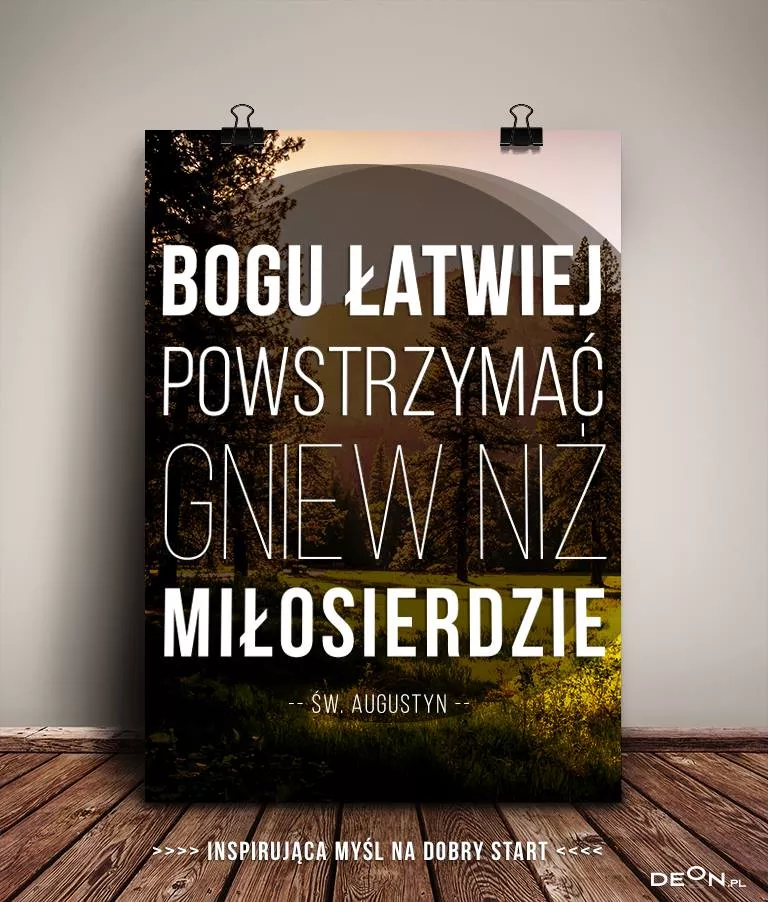 BOGU ŁATWIEJ
POWSTRZYMAĆ
GNIEW NIŻ
MIŁOSIERDZIE
-- ŚW. AUGUSTYN --
>>>> INSPIRUJĄCA MYŚL NA DOBRY START <<<<
DEON.PL